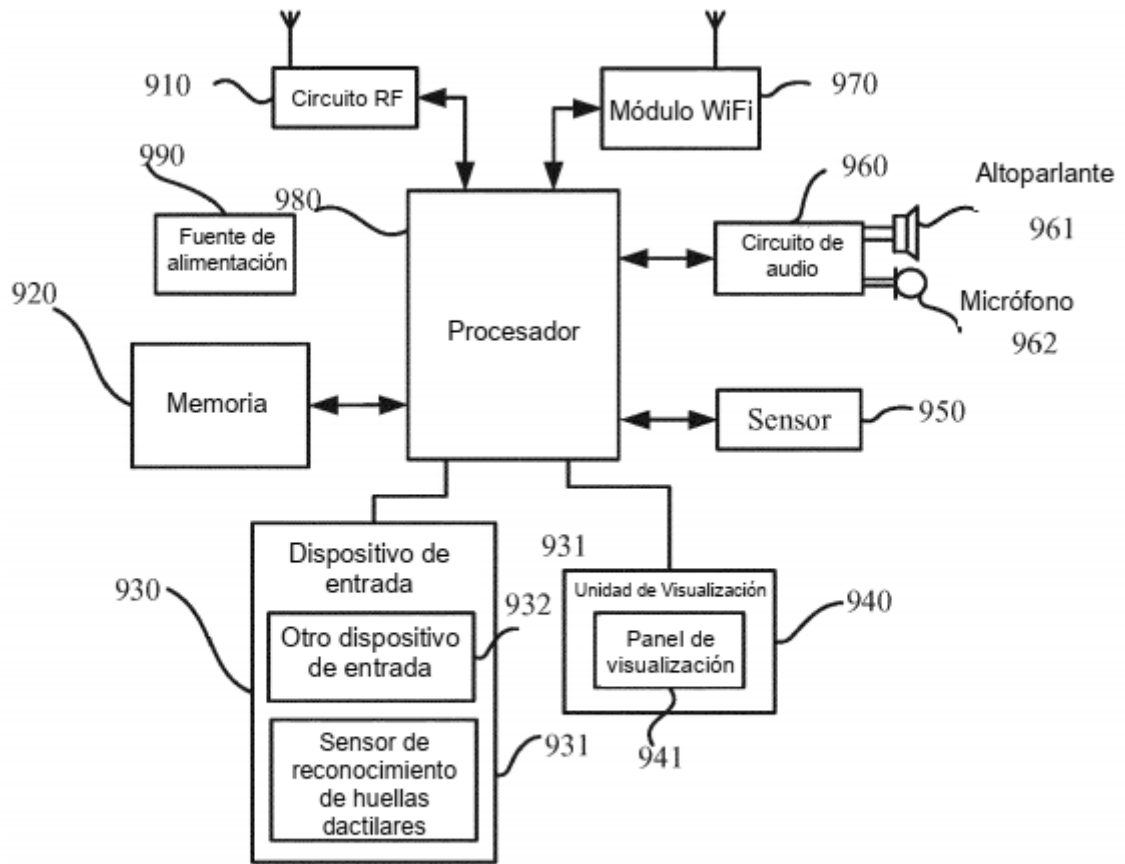 910
Circuito RF
Módulo WiFi
970
990
Fuente de
alimentación
980
960
Altoparlante
961
Circuito de
audio
Micrófono
962
920
Memoria
Procesador
Sensor
950
930
Dispositivo de
entrada
932
Otro dispositivo
de entrada
Sensor de
reconocimiento
de huellas
dactilares
931
931
Unidad de Visualización
940
Panel de
visualización
941